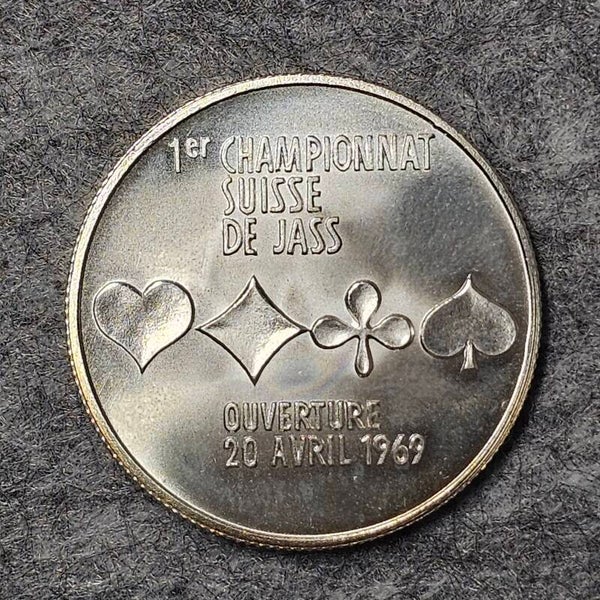 1er CHAMPIONNAT
SUISSE
DE JASS
OUVERTURE
20 AVRIL 1969